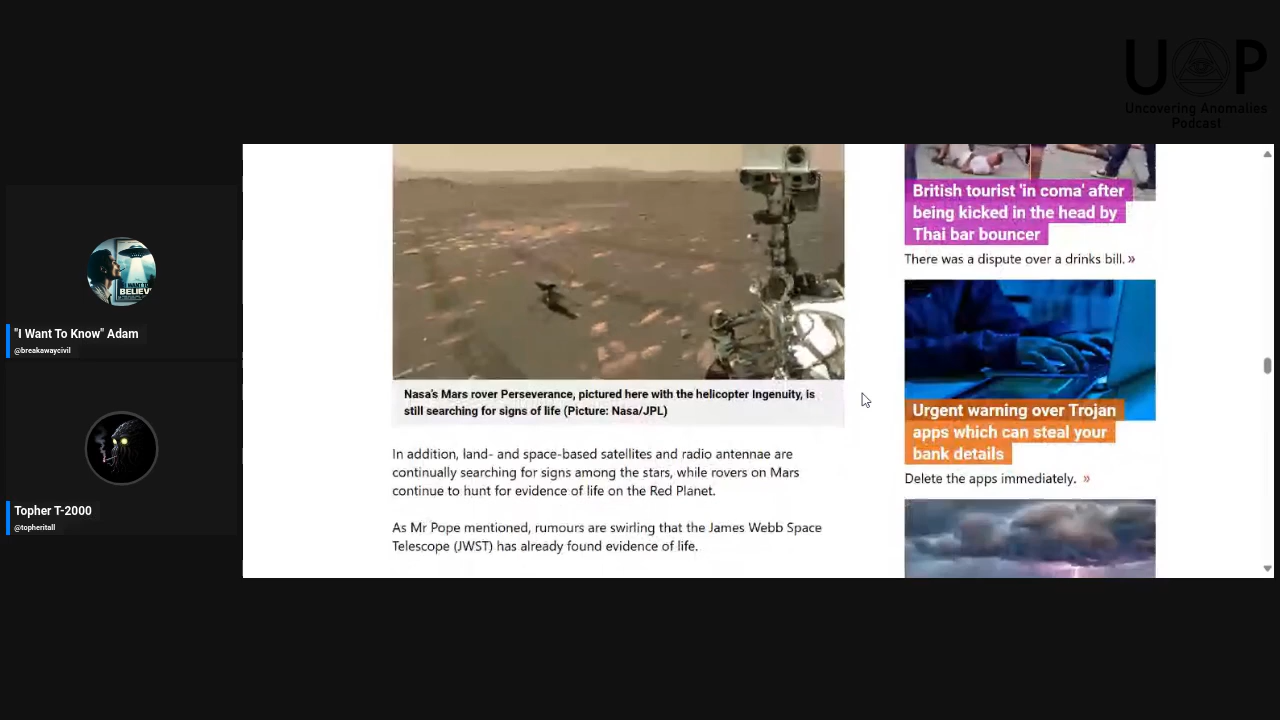 U P
Uncovering Anomalies
Podcast
"I Want To Know" Adam
@breakawaycivil
Topher T-2000
@topheritall
Nasa's Mars rover Perseverance, pictured here with the helicopter Ingenuity, is
still searching for signs of life (Picture: Nasa/JPL)
In addition, land- and space-based satellites and radio antennae are
continually searching for signs among the stars, while rovers on Mars
continue to hunt for evidence of life on the Red Planet.
As Mr Pope mentioned, rumours are swirling that the James Webb Space
Telescope (JWST) has already found evidence of life.
British tourist 'in coma' after
being kicked in the head by
Thai bar bouncer
There was a dispute over a drinks bill. »
Urgent warning over Trojan
apps which can steal your
bank details
Delete the apps immediately. »